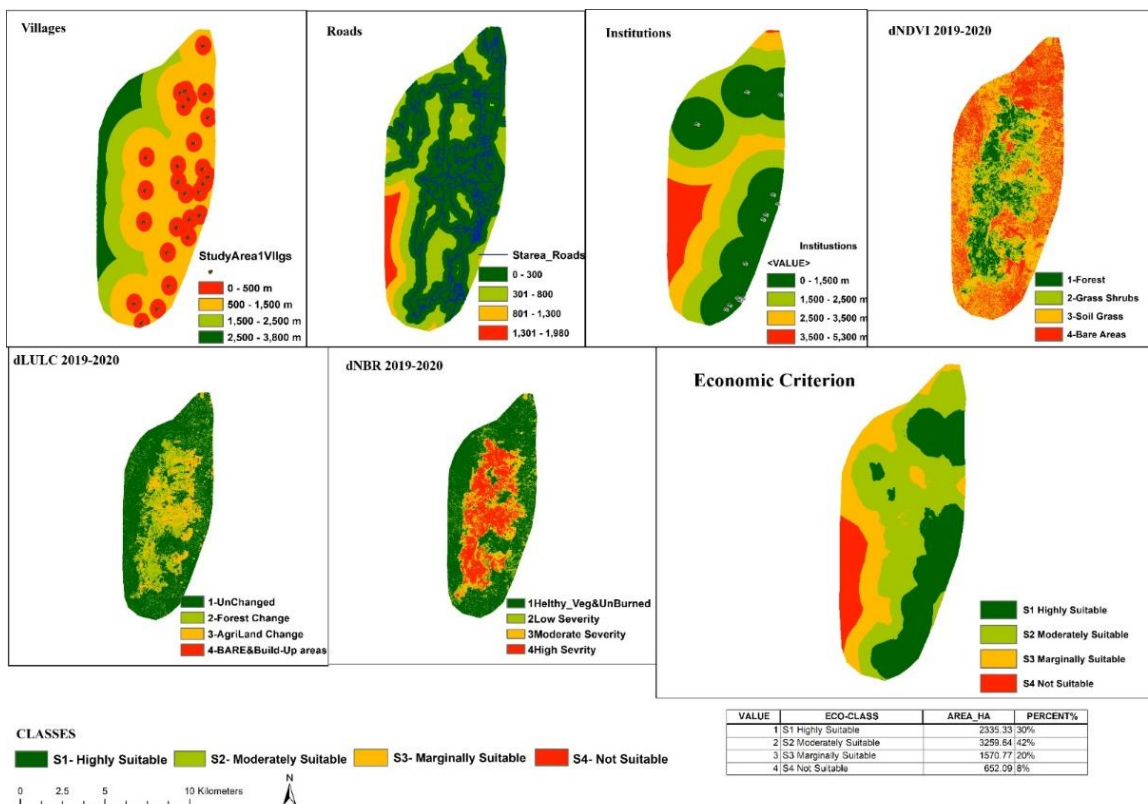 Villages
StudyArea1Vllgs
0 - 500 m
500 - 1,500 m
1,500 - 2,500 m
2,500 - 3,800 m
Roads
Starea_Roads
0 - 300
301 - 800
801 - 1,300
1,301 - 1,980
Institutions
Institustions
<VALUE>
0 - 1,500 m
1,500 - 2,500 m
2,500 - 3,500 m
3,500 - 5,300 m
dNDVI 2019-2020
1-Forest
2-Grass Shrubs
3-Soil Grass
4-Bare Areas
dLULC 2019-2020
1-UnChanged
2-Forest Change
3-AgriLand Change
4-BARE&Build-Up areas
dNBR 2019-2020
1Helthy_Veg&UnBurned
2Low Severity
3Moderate Severity
4High Sevrity
Economic Criterion
S1 Highly Suitable
S2 Moderately Suitable
S3 Marginally Suitable
S4 Not Suitable
VALUE ECO-CLASS AREA_HA PERCENT%
1 S1 Highly Suitable 2335.33 30%
2 S2 Moderately Suitable 3259.64 42%
3 S3 Marginally Suitable 1570.77 20%
4 S4 Not Suitable 652.09 8%
CLASSES
S1- Highly Suitable S2- Moderately Suitable S3- Marginally Suitable S4- Not Suitable
0 2.5 5 10 Kilometers
N